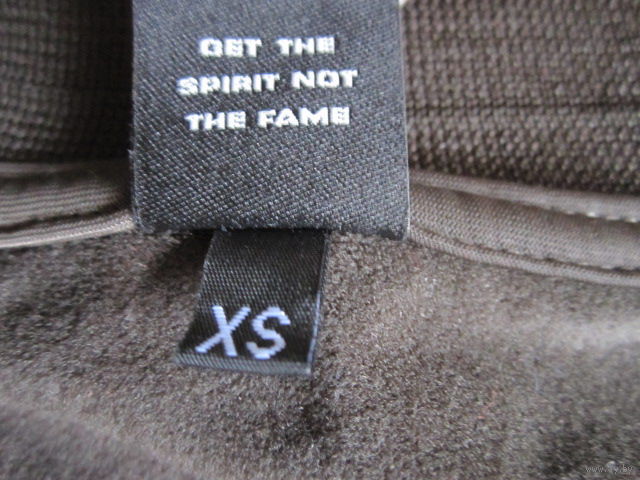 GET THE
SPIRIT NOT
THE FAME
XS